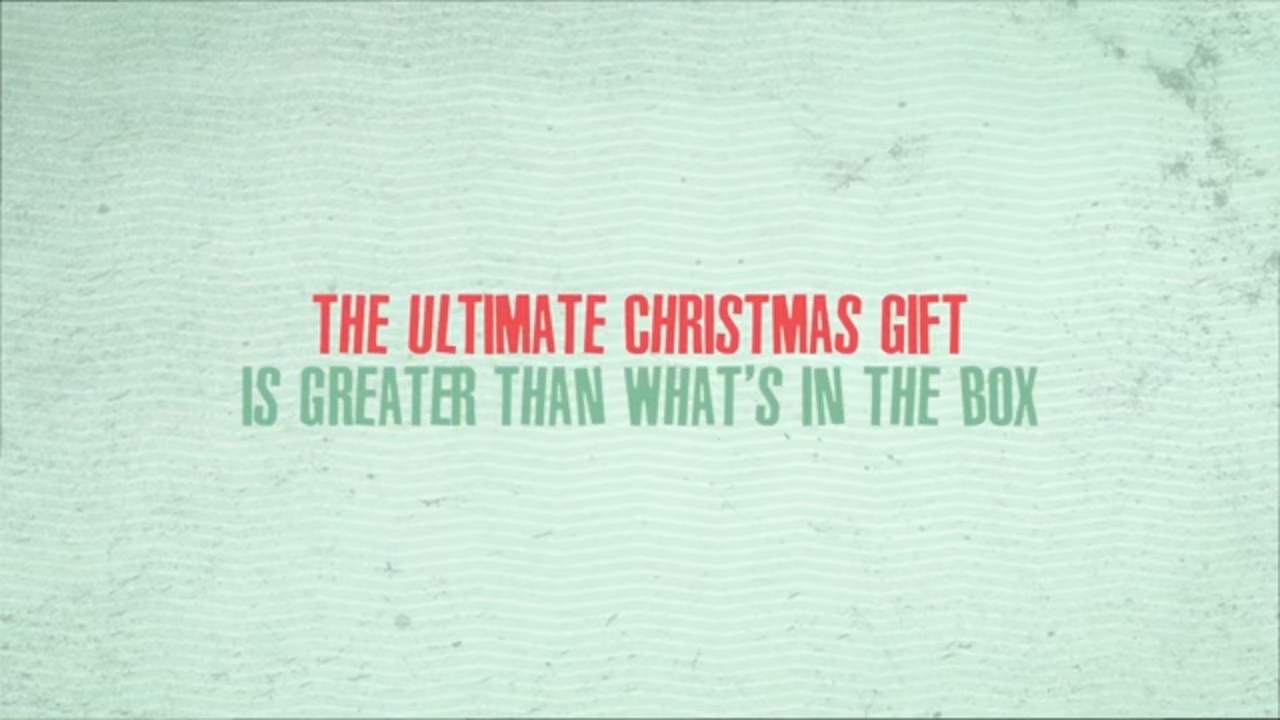 THE ULTIMATE CHRISTMAS GIFT
IS GREATER THAN WHAT'S IN THE BOX